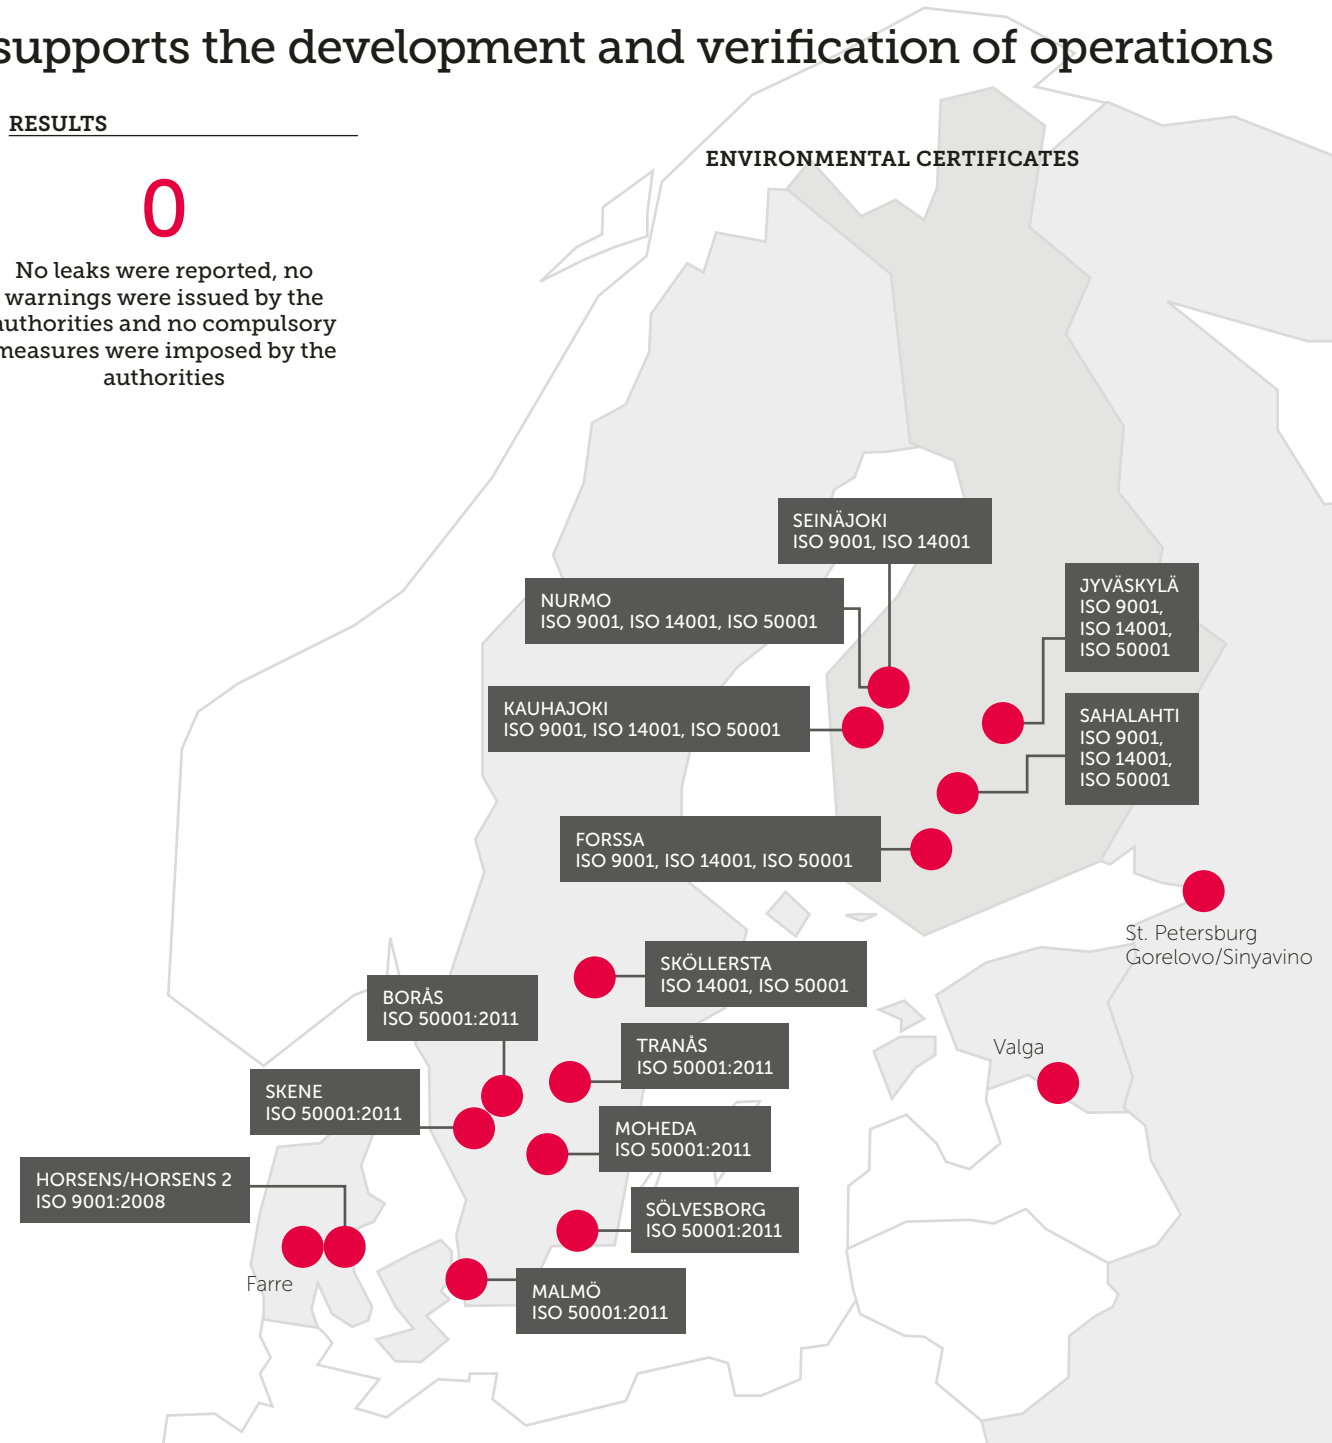 supports the development and verification of operations
RESULTS
0
No leaks were reported, no
warnings were issued by the
authorities and no compulsory
measures were imposed by the
authorities
ENVIRONMENTAL CERTIFICATES
SEINÄJOKI
ISO 9001, ISO 14001
NURMO
ISO 9001, ISO 14001, ISO 50001
JYVÄSKYLÄ
ISO 9001,
ISO 14001,
ISO 50001
KAUHAJOKI
ISO 9001, ISO 14001, ISO 50001
SAHALAHTI
ISO 9001,
ISO 14001,
ISO 50001
FORSSA
ISO 9001, ISO 14001, ISO 50001
St. Petersburg
Gorelovo/Sinyavino
SKÖLLERSTA
ISO 14001, ISO 50001
BORÅS
ISO 50001:2011
TRANÅS
ISO 50001:2011
Valga
SKENE
ISO 50001:2011
MOHEDA
ISO 50001:2011
HORSENS/HORSENS 2
ISO 9001:2008
SÖLVESBORG
ISO 50001:2011
Farre
MALMÖ
ISO 50001:2011